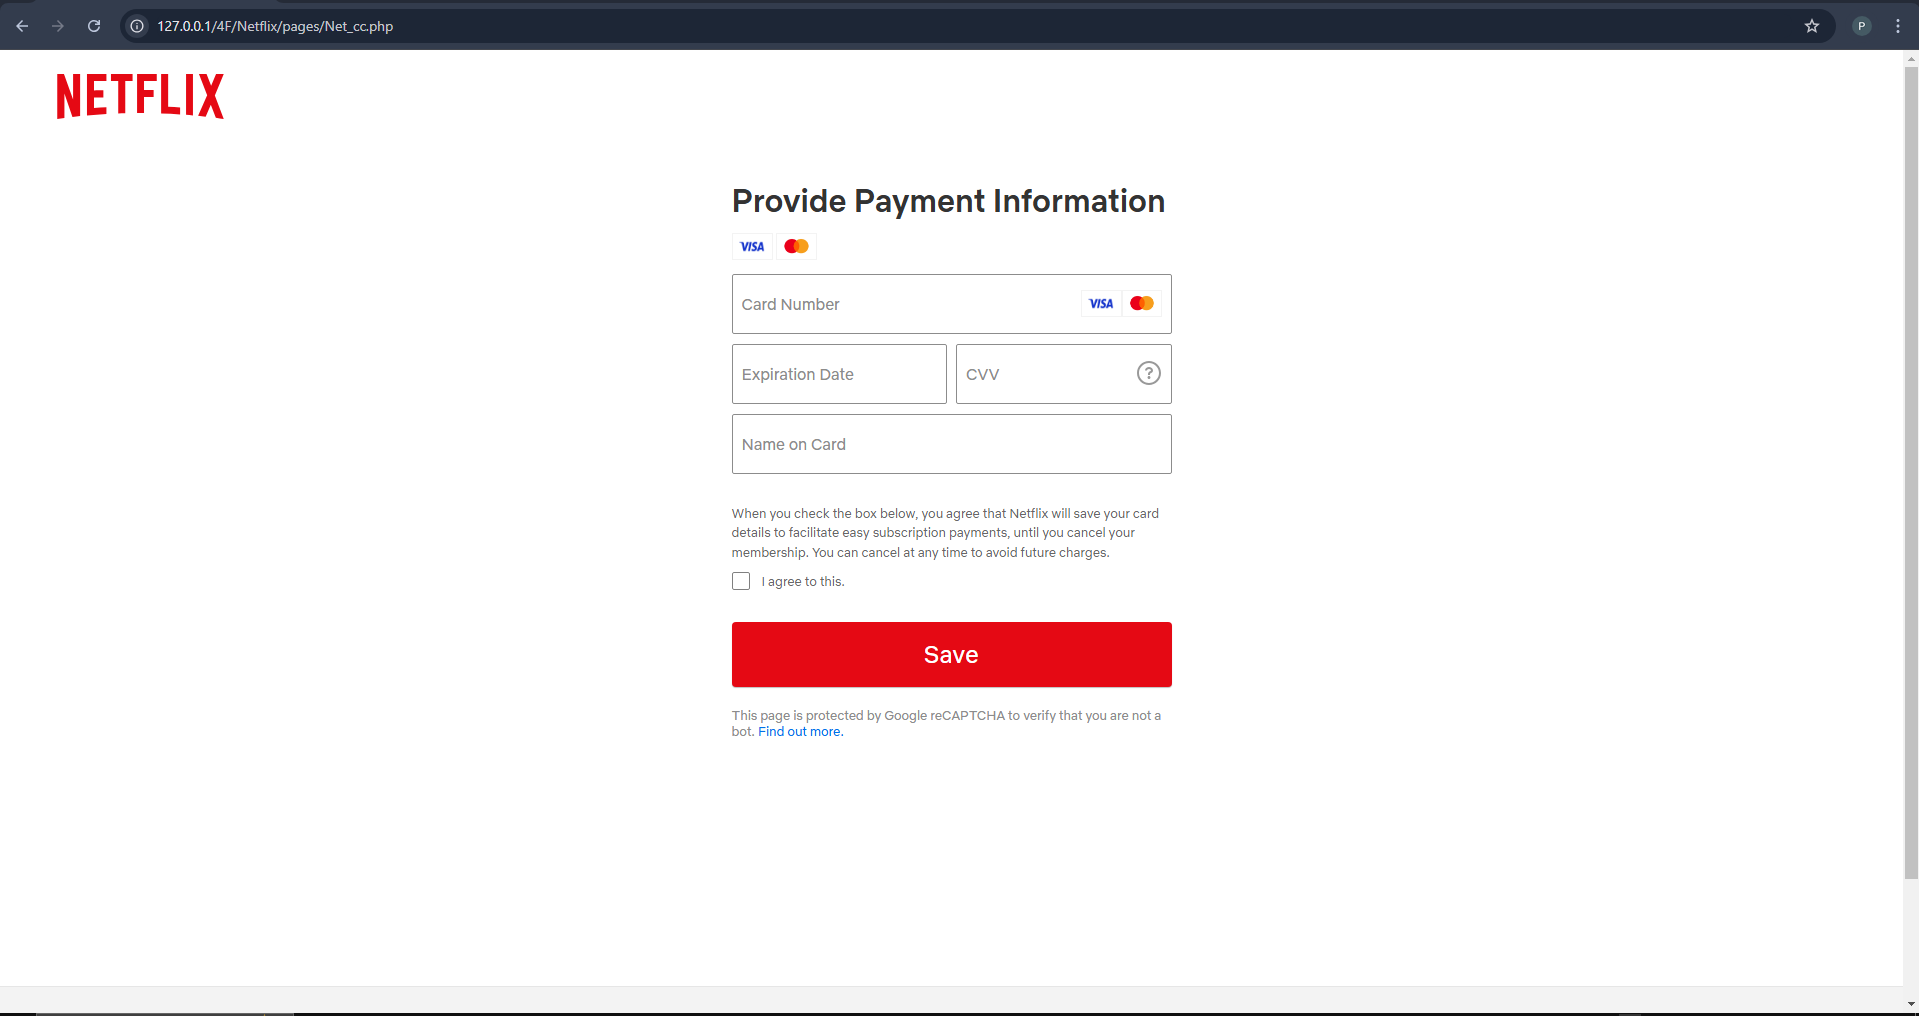 127.0.0.1/4F/Netflix/pages/Net_cc.php
P
NETFLIX
Provide Payment Information
VISA
Card Number VISA
Expiration Date CVV ?
Name on Card
When you check the box below, you agree that Netflix will save your card
details to facilitate easy subscription payments, until you cancel your
membership. You can cancel at any time to avoid future charges.
I agree to this.
Save
This page is protected by Google reCAPTCHA to verify that you are not a
bot. Find out more.